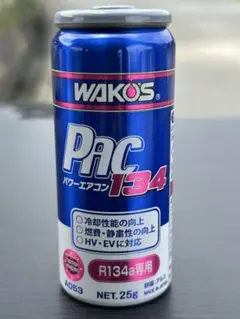 WAKO'S®
PAC
パワーエアコン
134
○冷却性能の向上
○燃費・静粛性の向上
○HV・EVに対応
R134a専用
A053
NET. 25g